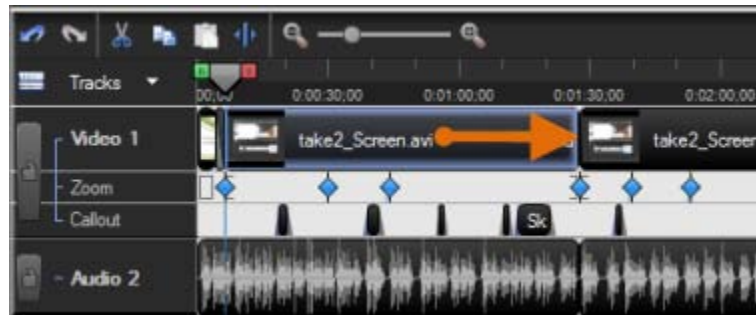 Tracks
00;00 0:00:30;00 0:01:00;00 0:01:30;00 0:02:00;00
Video 1 take2_Screen.avi take2_Screen
Zoom
Callout Sk
Audio 2